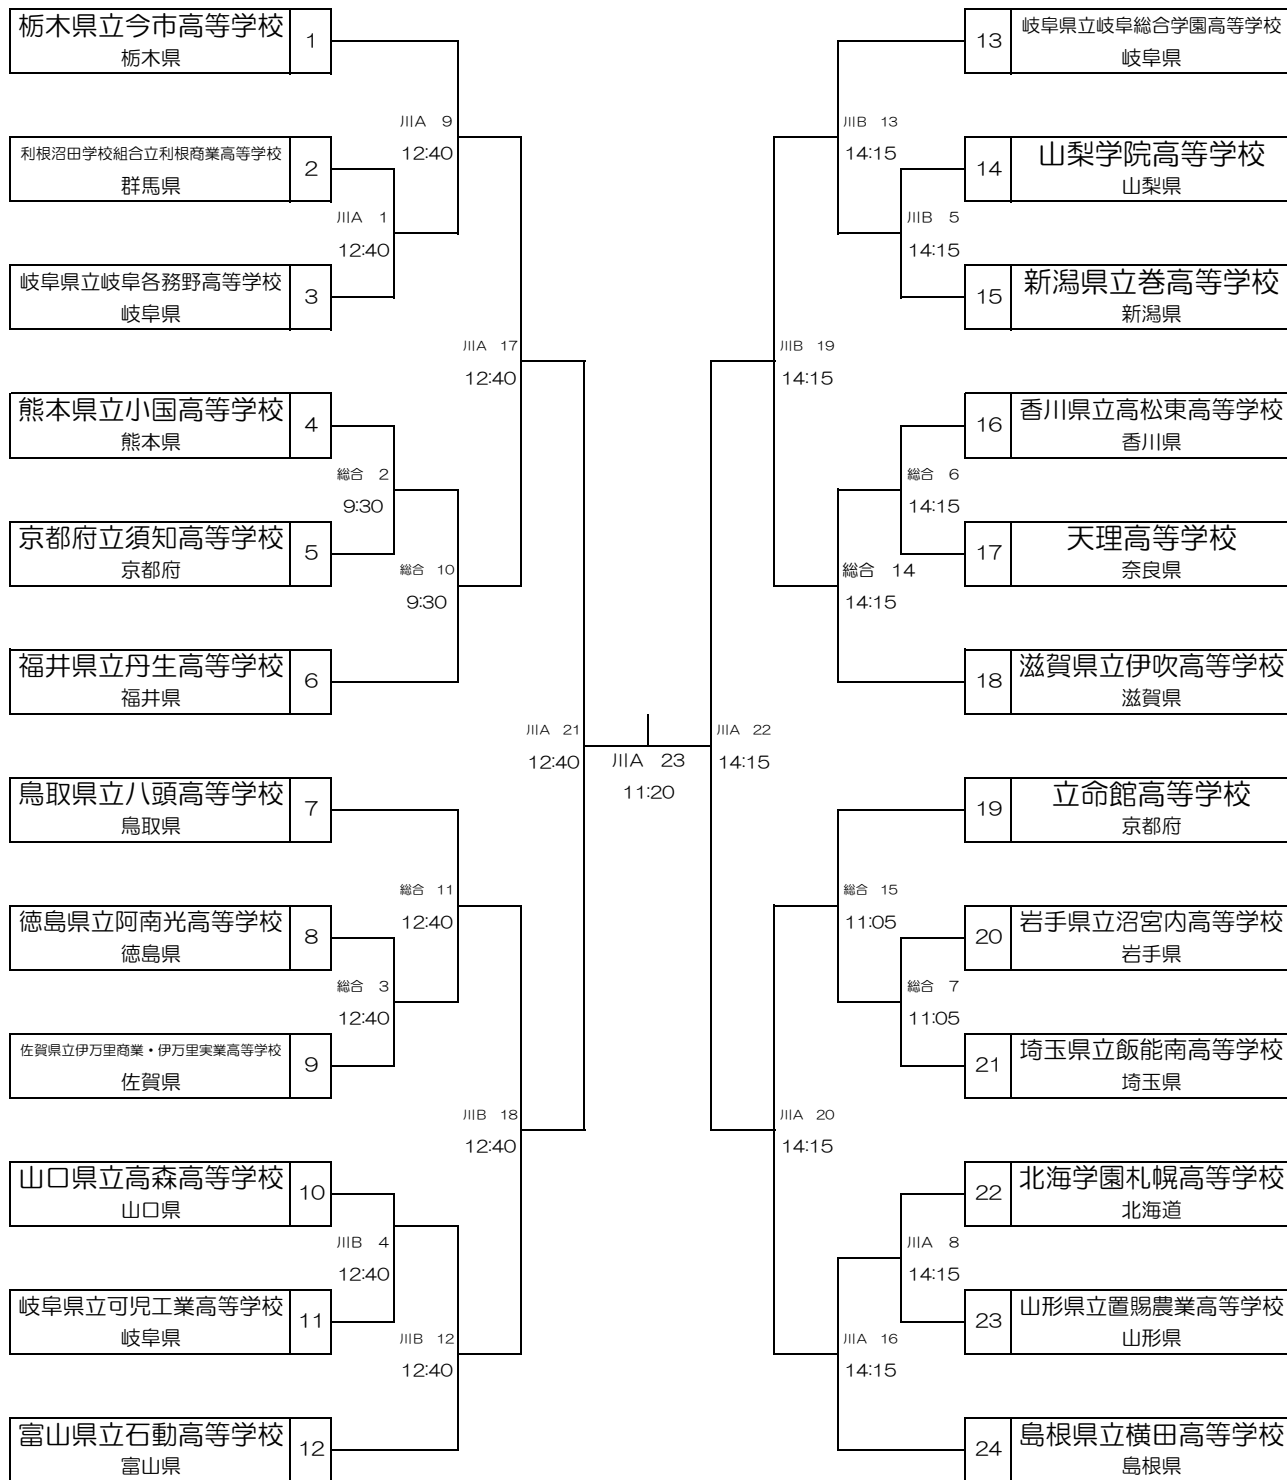 栃木県立今市高等学校
栃木県
1
川A 9
12:40
利根沼田学校組合立利根商業高等学校
群馬県
2
川A 1
12:40
岐阜県立岐阜各務野高等学校
岐阜県
3
川A 17
12:40
熊本県立小国高等学校
熊本県
4
総合 2
9:30
京都府立須知高等学校
京都府
5
総合 10
9:30
福井県立丹生高等学校
福井県
6
川A 21
12:40
鳥取県立八頭高等学校
鳥取県
7
総合 11
12:40
徳島県立阿南光高等学校
徳島県
8
総合 3
12:40
佐賀県立伊万里商業・伊万里実業高等学校
佐賀県
9
川B 18
12:40
山口県立高森高等学校
山口県
10
川B 4
12:40
岐阜県立可児工業高等学校
岐阜県
11
川B 12
12:40
富山県立石動高等学校
富山県
12
川A 23
11:20
13
岐阜県立岐阜総合学園高等学校
岐阜県
川B 13
14:15
14
山梨学院高等学校
山梨県
川B 5
14:15
15
新潟県立巻高等学校
新潟県
川B 19
14:15
16
香川県立高松東高等学校
香川県
総合 6
14:15
17
天理高等学校
奈良県
総合 14
14:15
18
滋賀県立伊吹高等学校
滋賀県
川A 22
14:15
19
立命館高等学校
京都府
総合 15
11:05
20
岩手県立沼宮内高等学校
岩手県
総合 7
11:05
21
埼玉県立飯能南高等学校
埼玉県
川A 20
14:15
22
北海学園札幌高等学校
北海道
川A 8
14:15
23
山形県立置賜農業高等学校
山形県
川A 16
14:15
24
島根県立横田高等学校
島根県